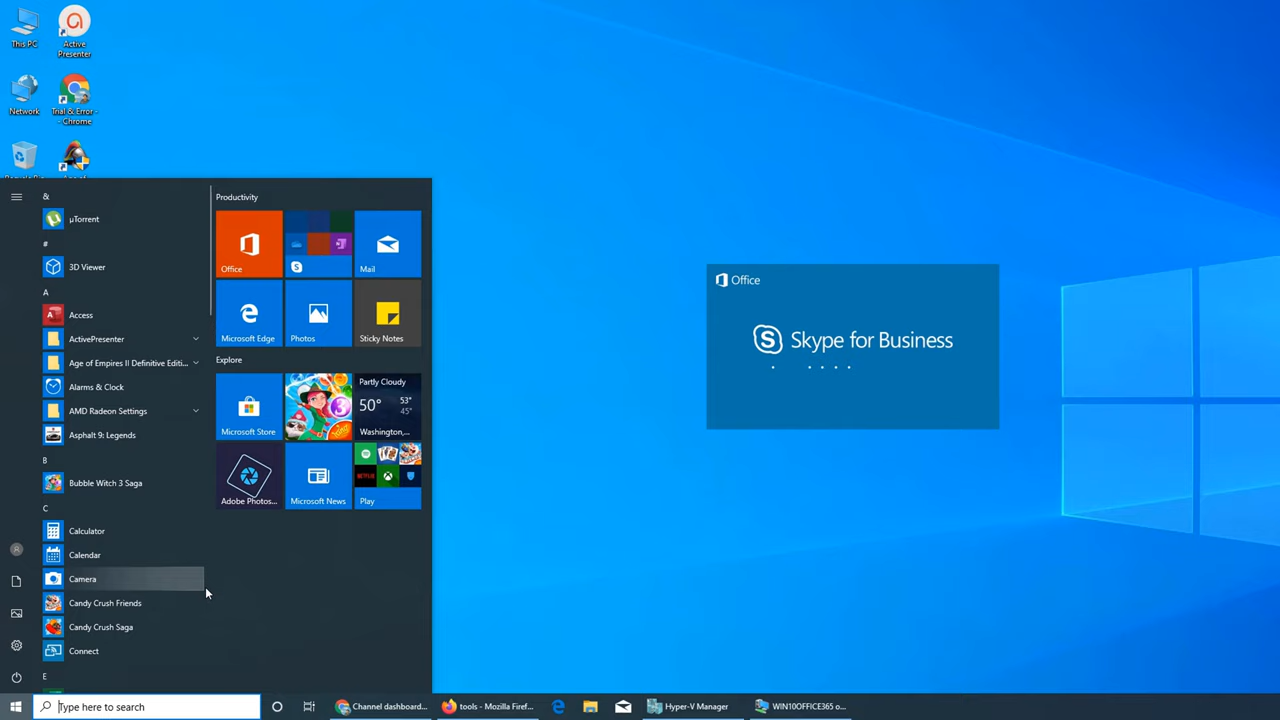 This PC
Active
Presenter
Network
Trial & Error -
Chrome
&
µTorrent
#
3D Viewer
A
Access
ActivePresenter
Age of Empires II Definitive Editi...
Alarms & Clock
AMD Radeon Settings
Asphalt 9: Legends
B
Bubble Witch 3 Saga
C
Calculator
Calendar
Camera
Candy Crush Friends
Candy Crush Saga
Connect
E
Productivity
Office
Mail
Microsoft Edge
Photos
Sticky Notes
Explore
Microsoft Store
Partly Cloudy
50° 53°
45°
Washington,...
Adobe Photos...
Microsoft News
NETFLIX
Play
Office
Skype for Business
Type here to search
Channel dashboard...
tools - Mozilla Firef...
Hyper-V Manager
WIN10OFFICE365 o...